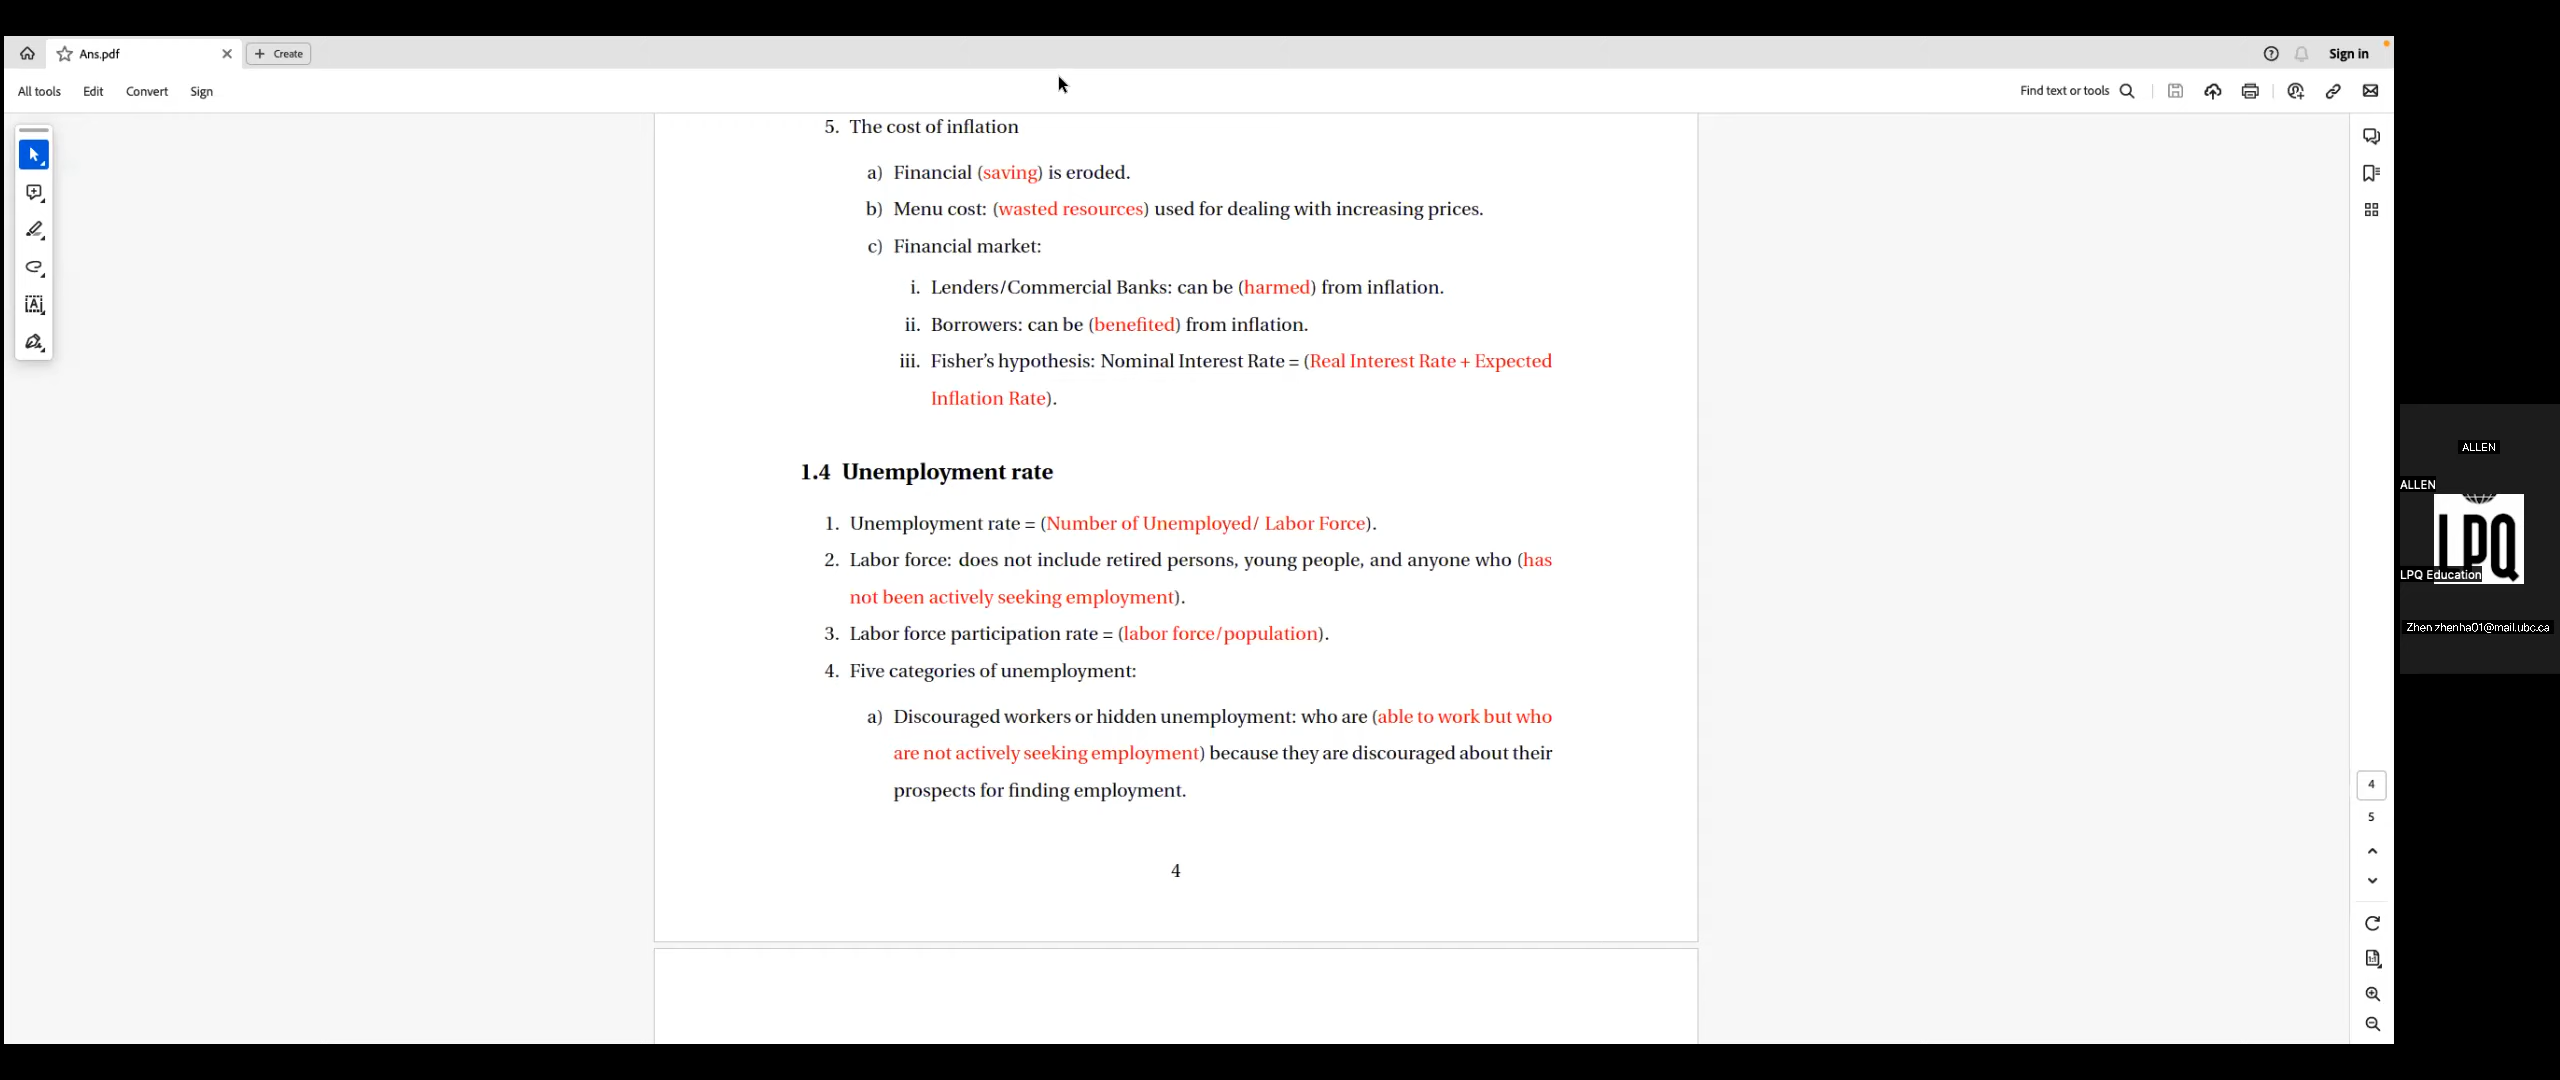 Ans.pdf
Create
Sign in
All tools
Edit
Convert
Sign
Find text or tools
5. The cost of inflation
a) Financial (saving) is eroded.
b) Menu cost: (wasted resources) used for dealing with increasing prices.
c) Financial market:
i. Lenders/Commercial Banks: can be (harmed) from inflation.
ii. Borrowers: can be (benefited) from inflation.
iii. Fisher's hypothesis: Nominal Interest Rate = (Real Interest Rate + Expected
Inflation Rate).
1.4 Unemployment rate
1. Unemployment rate = (Number of Unemployed/ Labor Force).
2. Labor force: does not include retired persons, young people, and anyone who (has
not been actively seeking employment).
3. Labor force participation rate = (labor force/population).
4. Five categories of unemployment:
a) Discouraged workers or hidden unemployment: who are (able to work but who
are not actively seeking employment) because they are discouraged about their
prospects for finding employment.
4
4
5
ALLEN
ALLEN
LPQ
LPQ Education
Zhen zhenha01@mail.ubc.ca